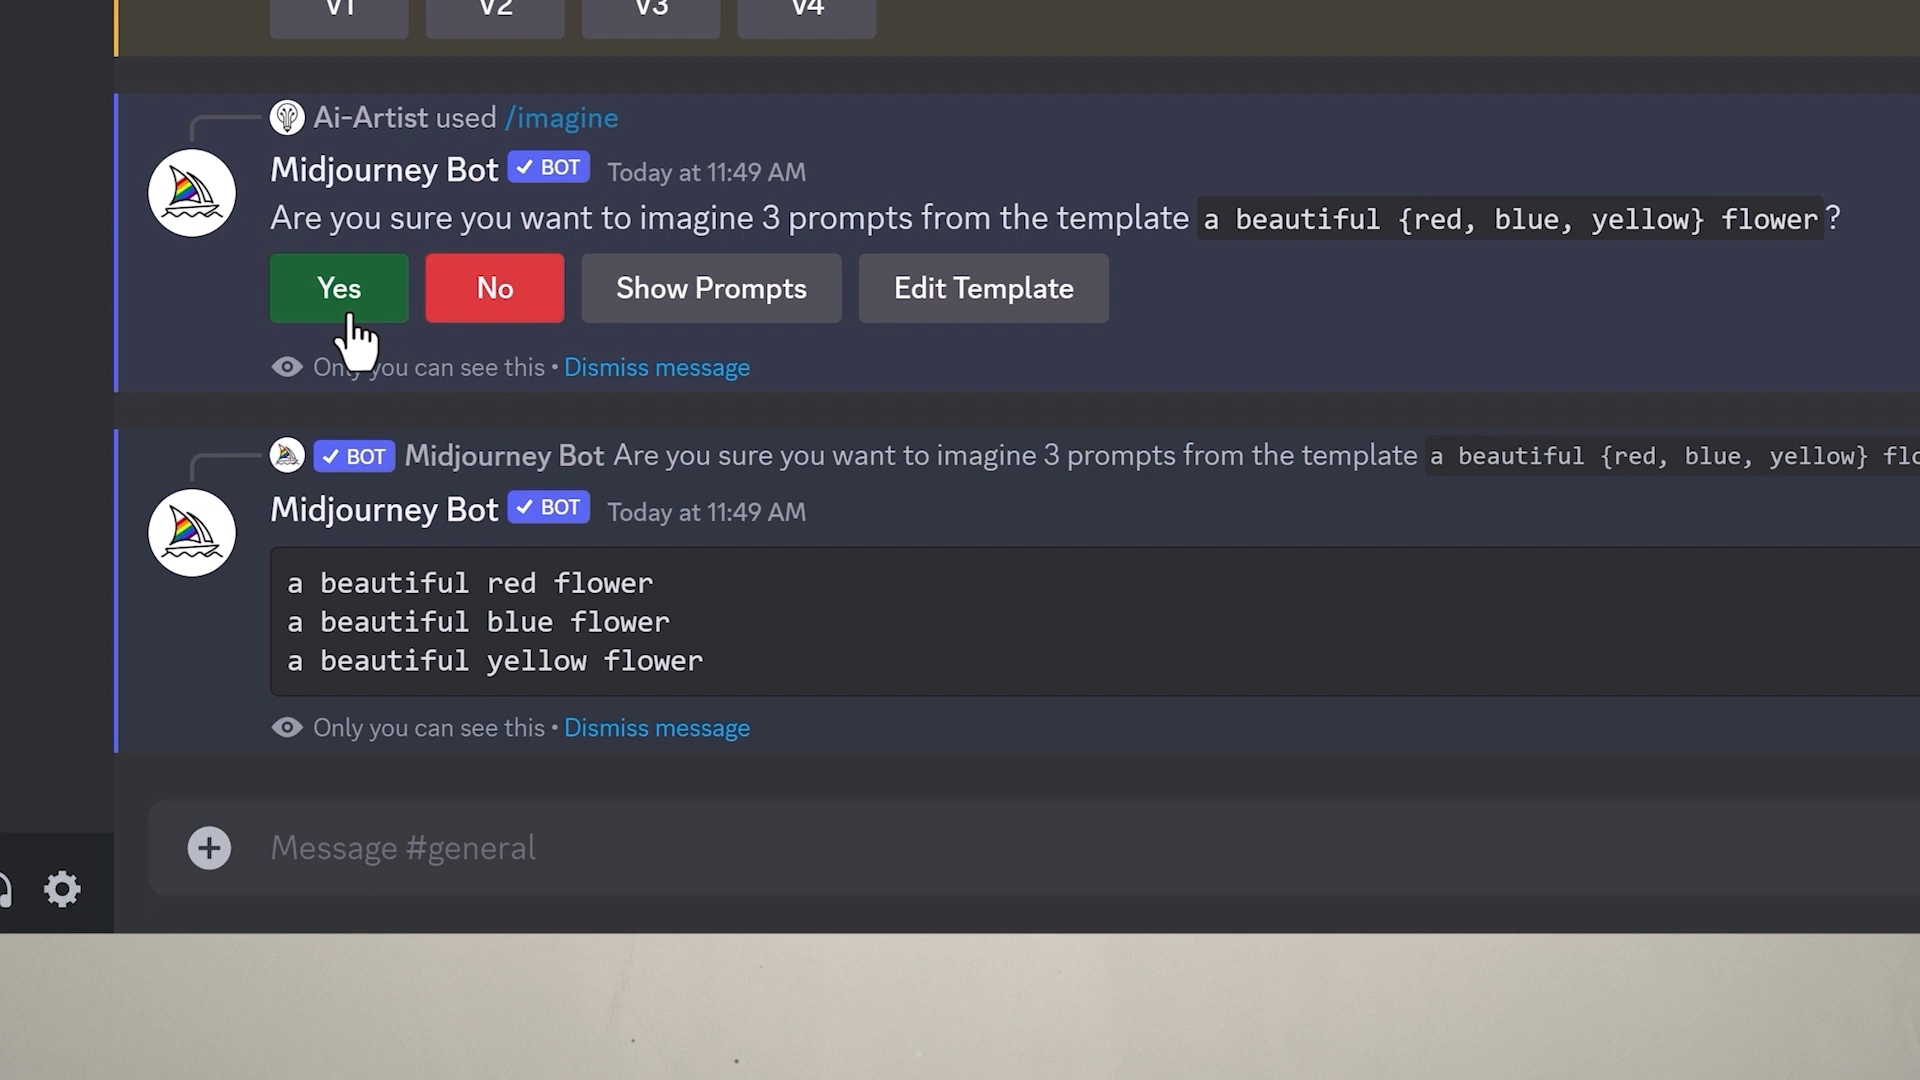 V1 V2 V3 V4
Ai-Artist used /imagine
Midjourney Bot ✓ BOT Today at 11:49 AM
Are you sure you want to imagine 3 prompts from the template a beautiful {red, blue, yellow} flower?
Yes No Show Prompts Edit Template
Only you can see this • Dismiss message
✓ BOT Midjourney Bot Are you sure you want to imagine 3 prompts from the template a beautiful {red, blue, yellow} flo
Midjourney Bot ✓ BOT Today at 11:49 AM
a beautiful red flower
a beautiful blue flower
a beautiful yellow flower
Only you can see this • Dismiss message
Message #general